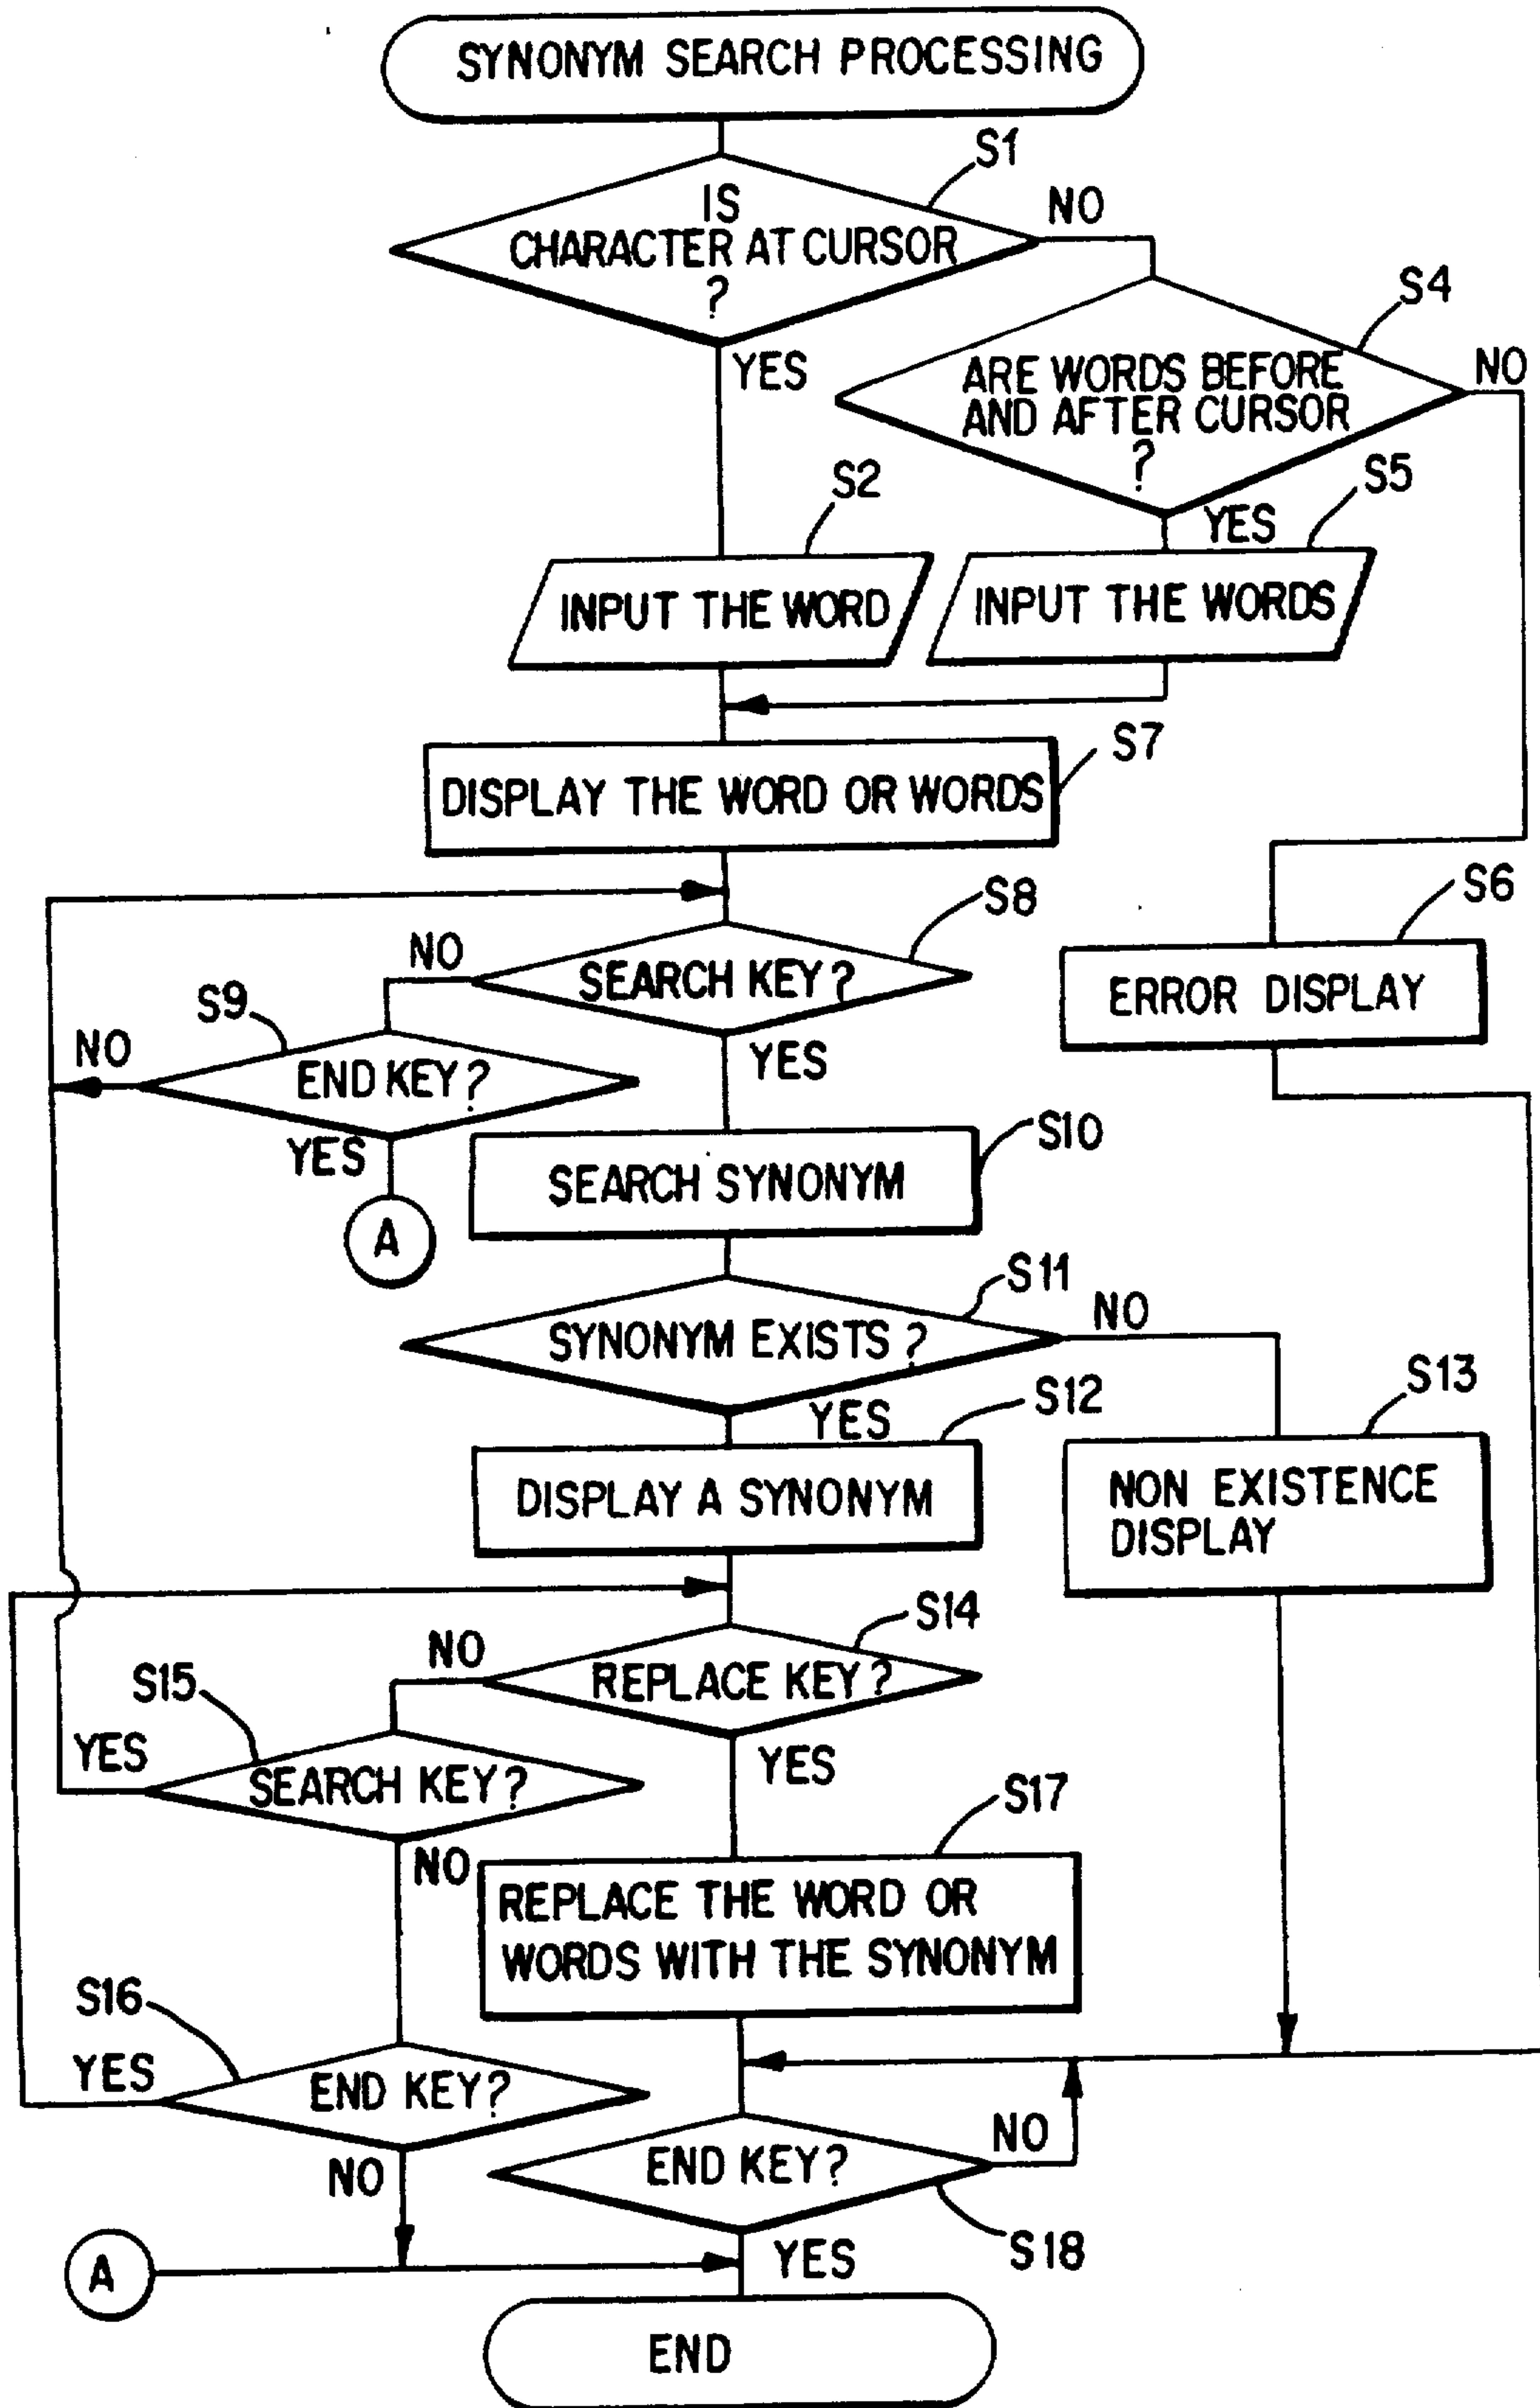 SYNONYM SEARCH PROCESSING
S1
IS
CHARACTER AT CURSOR
?
NO
YES
S4
ARE WORDS BEFORE
AND AFTER CURSOR
?
NO
YES
S2
INPUT THE WORD
S5
INPUT THE WORDS
S7
DISPLAY THE WORD OR WORDS
S8
SEARCH KEY?
NO
YES
S6
ERROR DISPLAY
S9
END KEY?
NO
YES
A
S10
SEARCH SYNONYM
S11
SYNONYM EXISTS?
NO
YES
S12
DISPLAY A SYNONYM
S13
NON EXISTENCE
DISPLAY
S14
REPLACE KEY?
NO
YES
S15
SEARCH KEY?
YES
NO
S17
REPLACE THE WORD OR
WORDS WITH THE SYNONYM
S16
END KEY?
YES
NO
END KEY?
NO
S18
YES
A
END